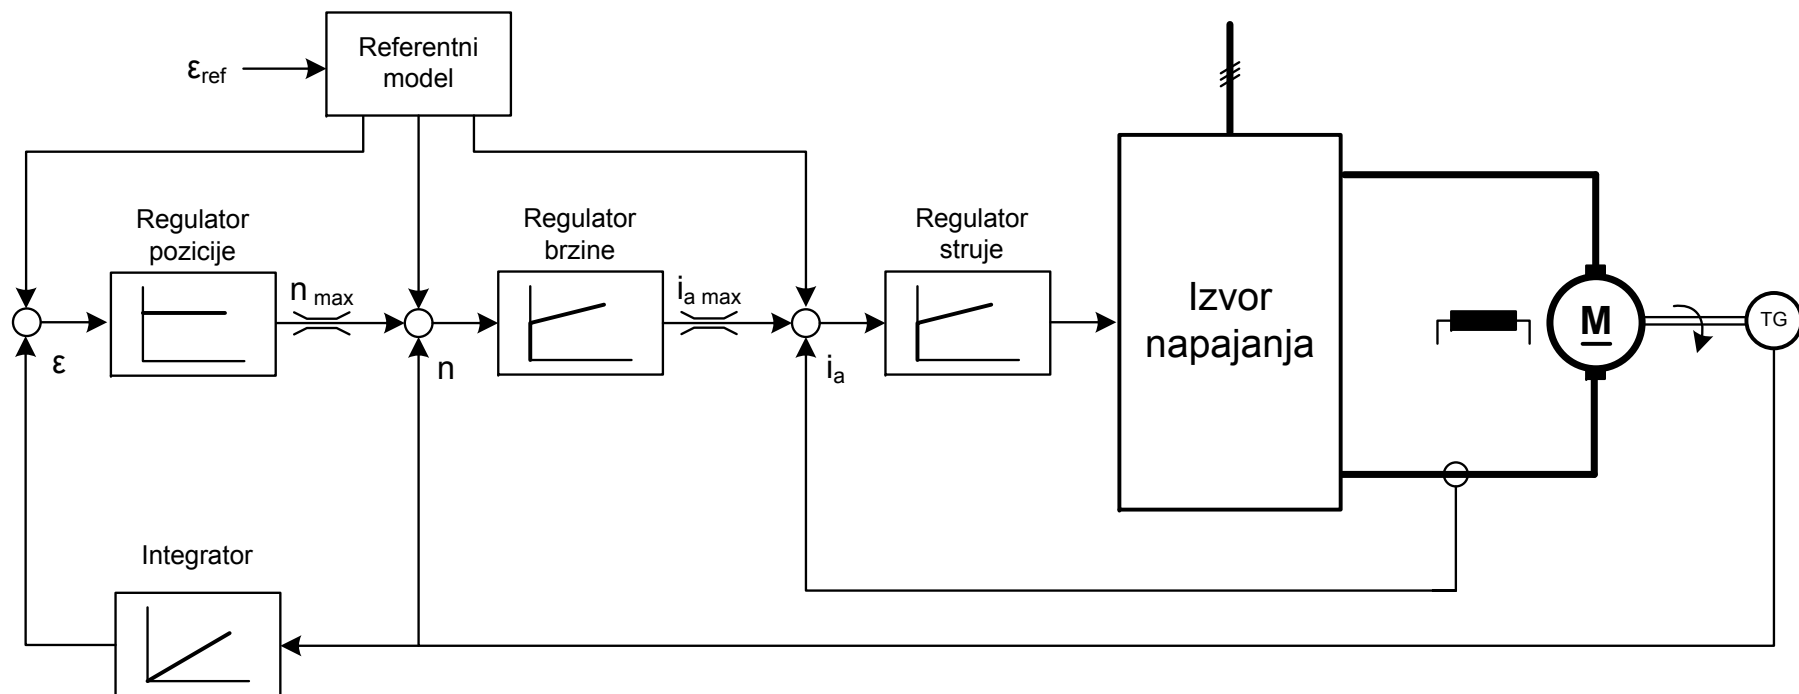 Referentni
model
εref
Regulator
pozicije
Regulator
brzine
Regulator
struje
n max
ia max
Izvor
napajanja
M
TG
ε
n
ia
Integrator